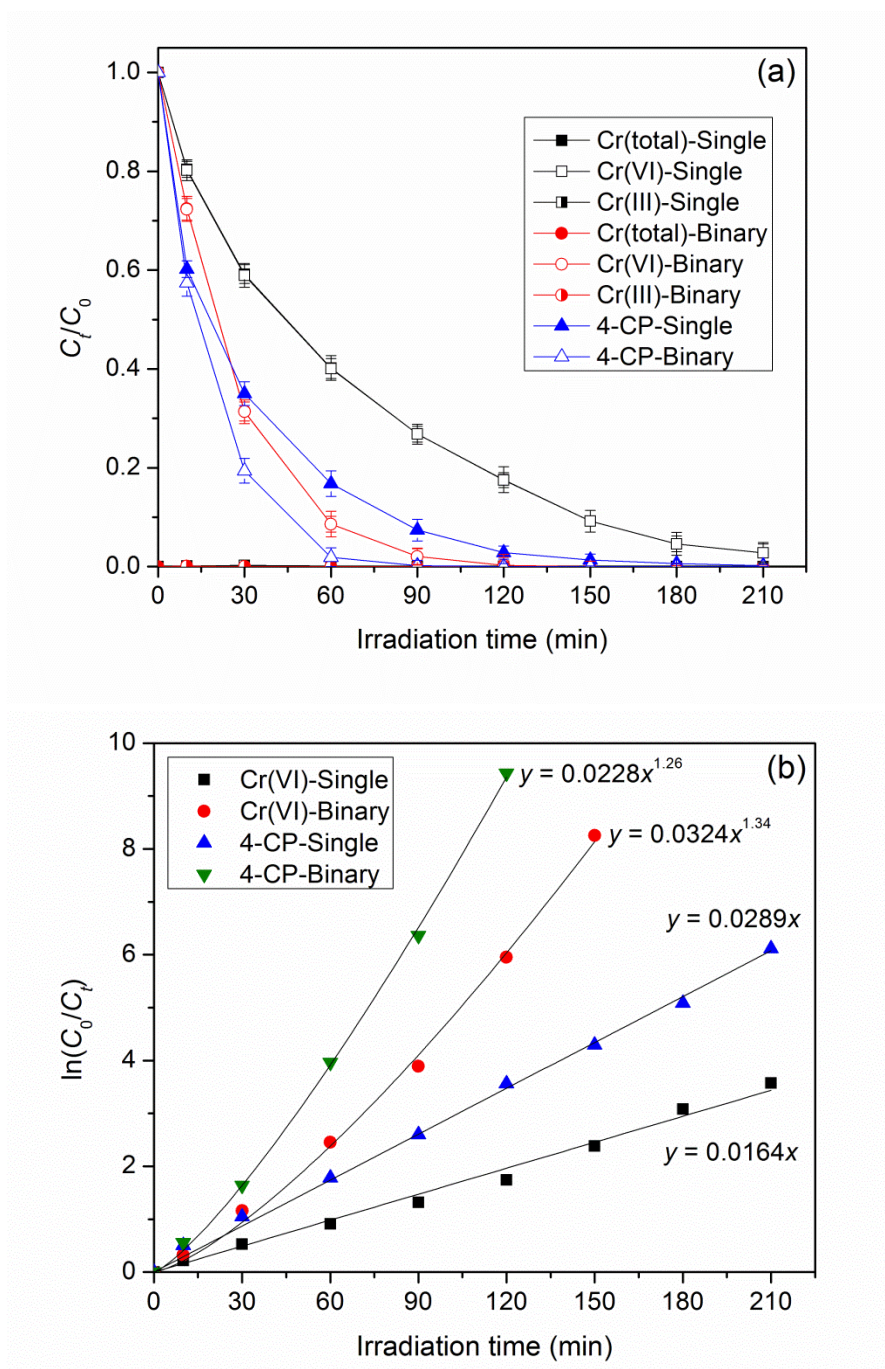 (a)
1.0
0.8
0.6
0.4
0.2
0.0
Cₜ/C₀
Cr(total)-Single
Cr(VI)-Single
Cr(III)-Single
Cr(total)-Binary
Cr(VI)-Binary
Cr(III)-Binary
4-CP-Single
4-CP-Binary
0 30 60 90 120 150 180 210
Irradiation time (min)
(b)
10
8
6
4
2
0
ln(C₀/Cₜ)
Cr(VI)-Single
Cr(VI)-Binary
4-CP-Single
4-CP-Binary
y = 0.0228x¹·²⁶
y = 0.0324x¹·³⁴
y = 0.0289x
y = 0.0164x
0 30 60 90 120 150 180 210
Irradiation time (min)